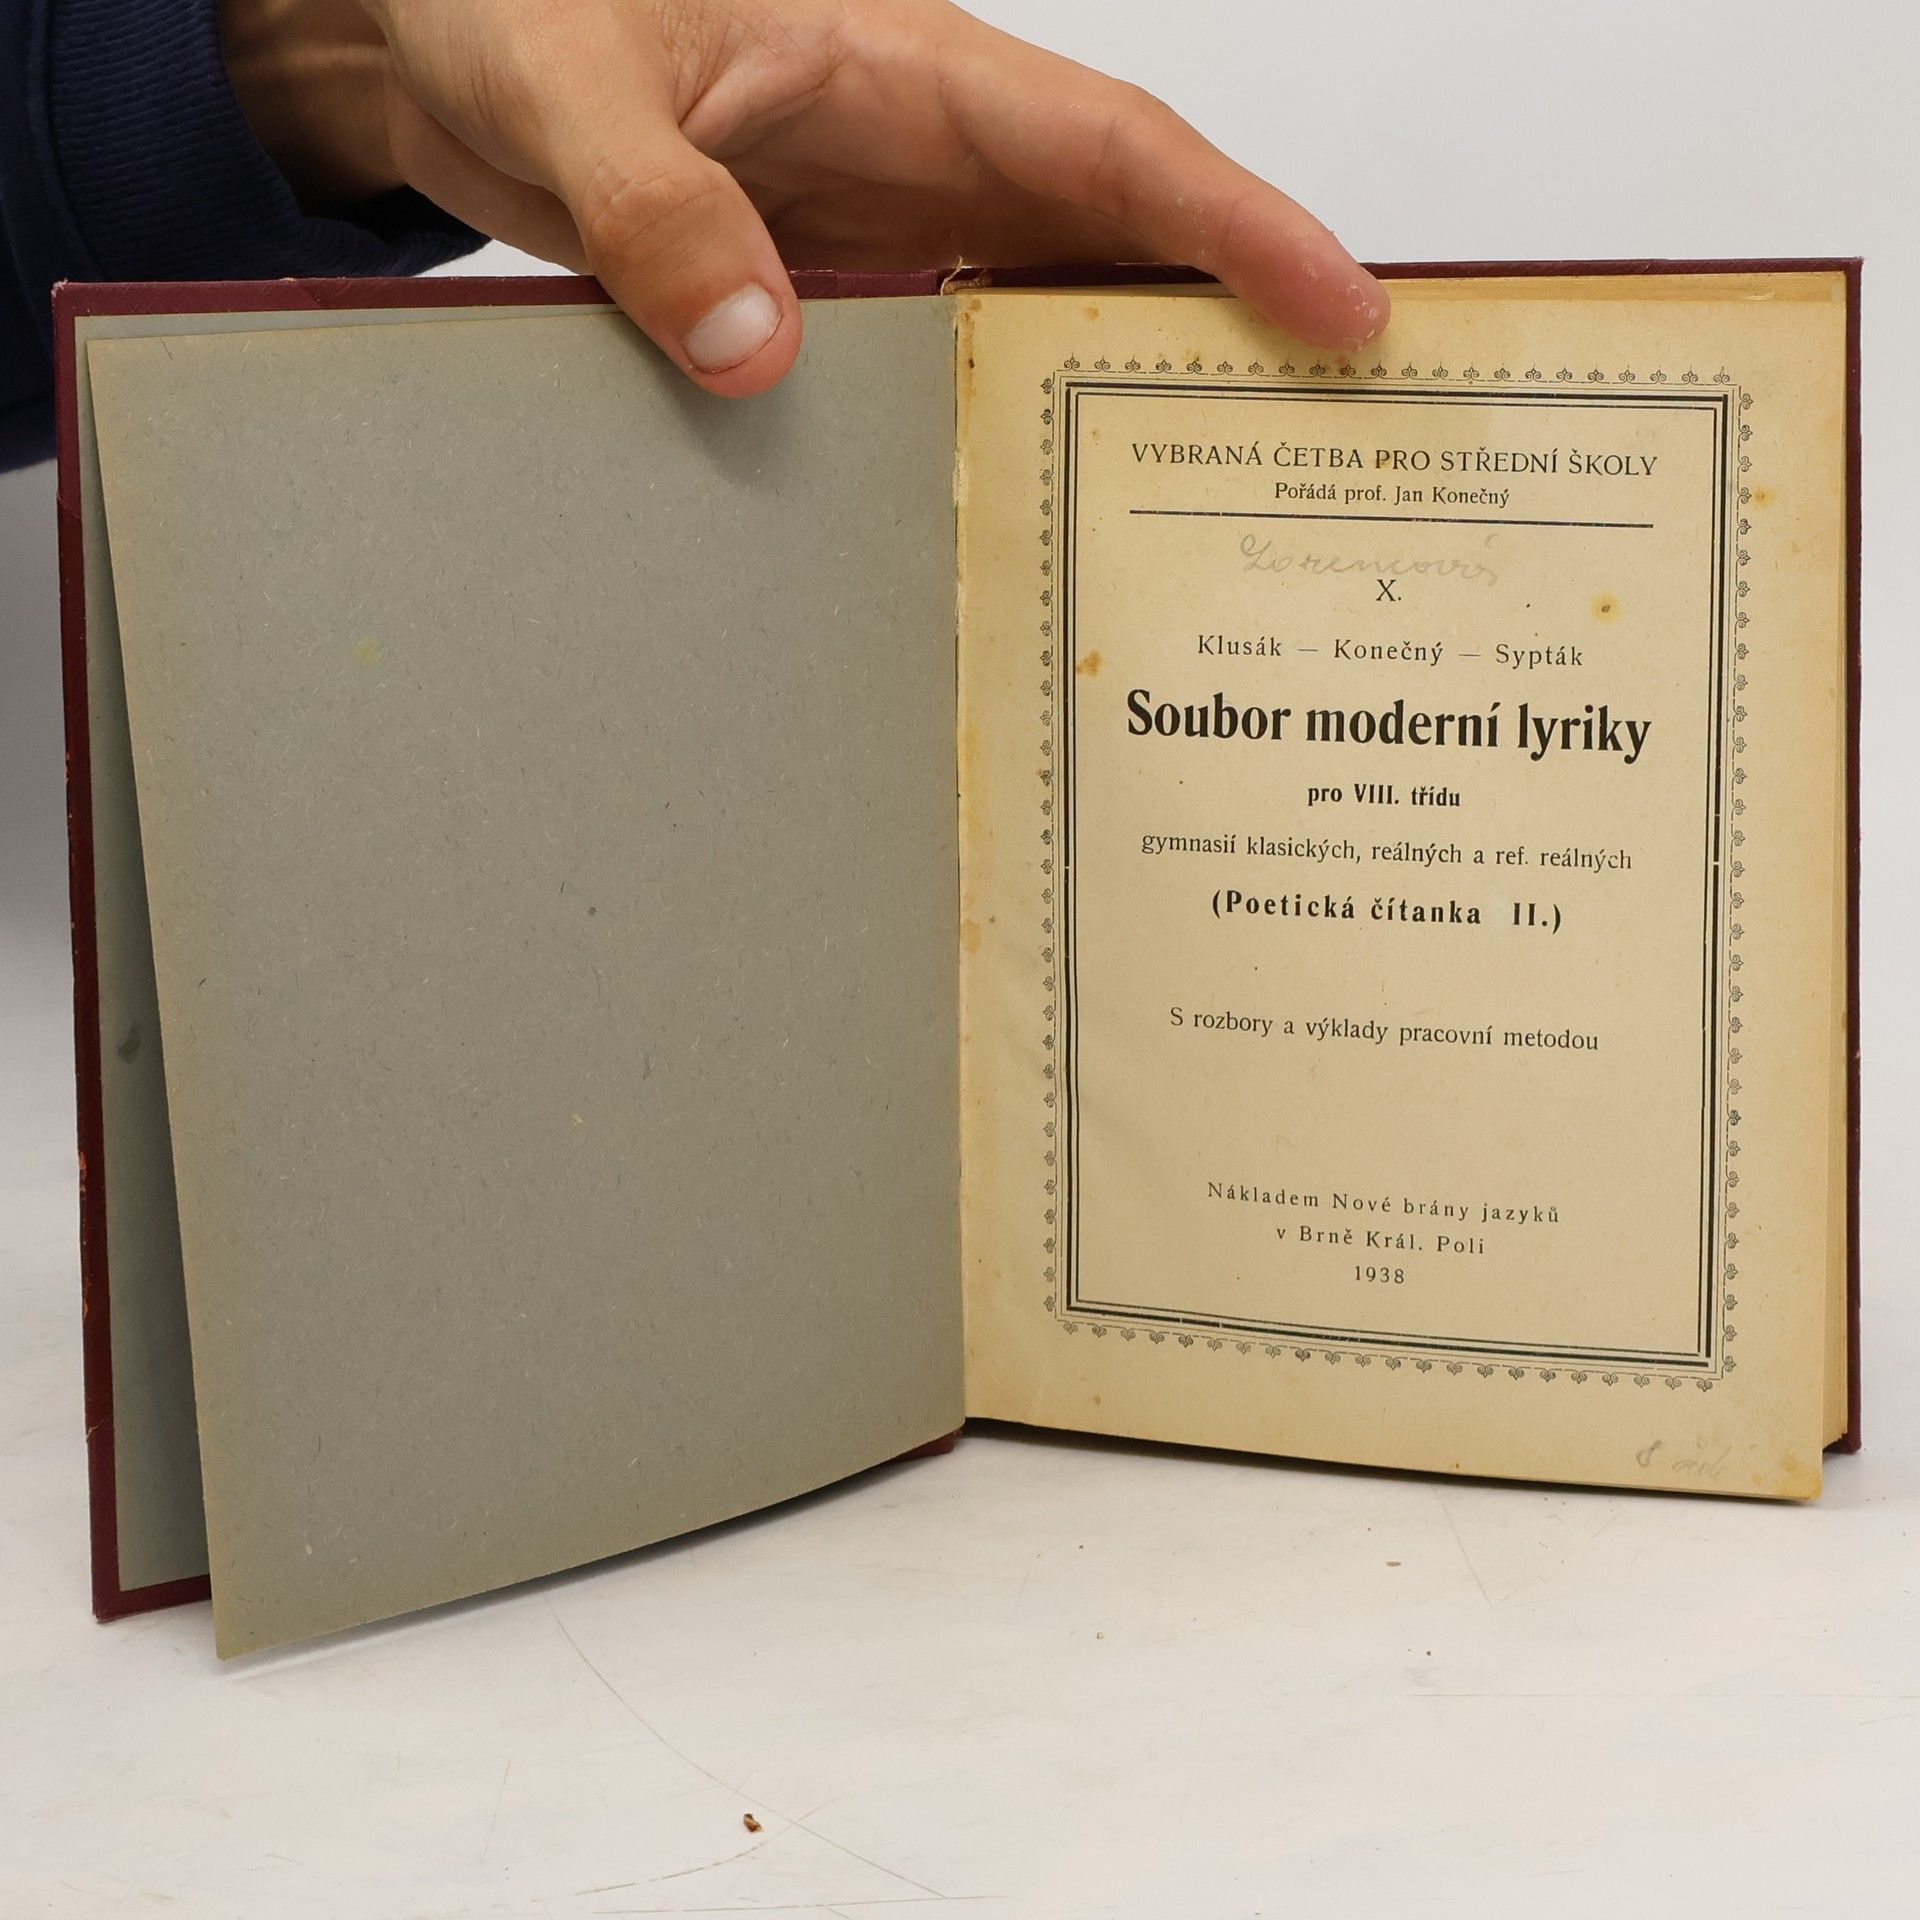 VYBRANÁ ČETBA PRO STŘEDNÍ ŠKOLY
Pořádá prof. Jan Konečný
Lorencová
X.
Klusák — Konečný — Sypták
Soubor moderní lyriky
pro VIII. třídu
gymnasií klasických, reálných a ref. reálných
(Poetická čítanka II.)
S rozbory a výklady pracovní metodou
Nákladem Nové brány jazyků
v Brně Král. Poli
1938